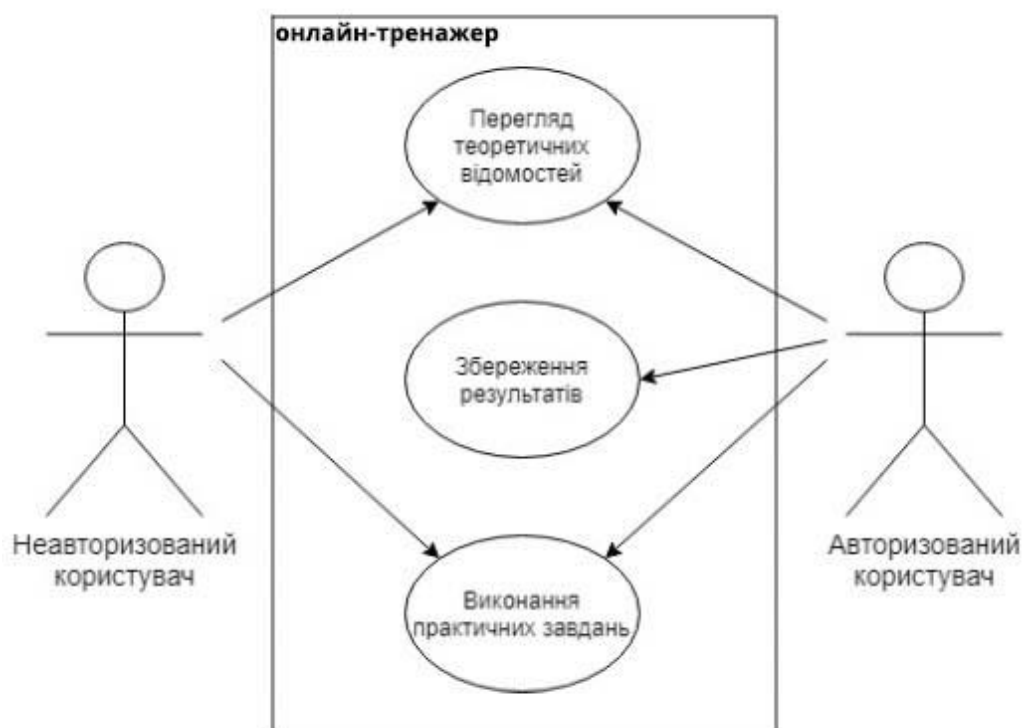 онлайн-тренажер
Перегляд
теоретичних
відомостей
Збереження
результатів
Неавторизований
користувач
Авторизований
користувач
Виконання
практичних завдань